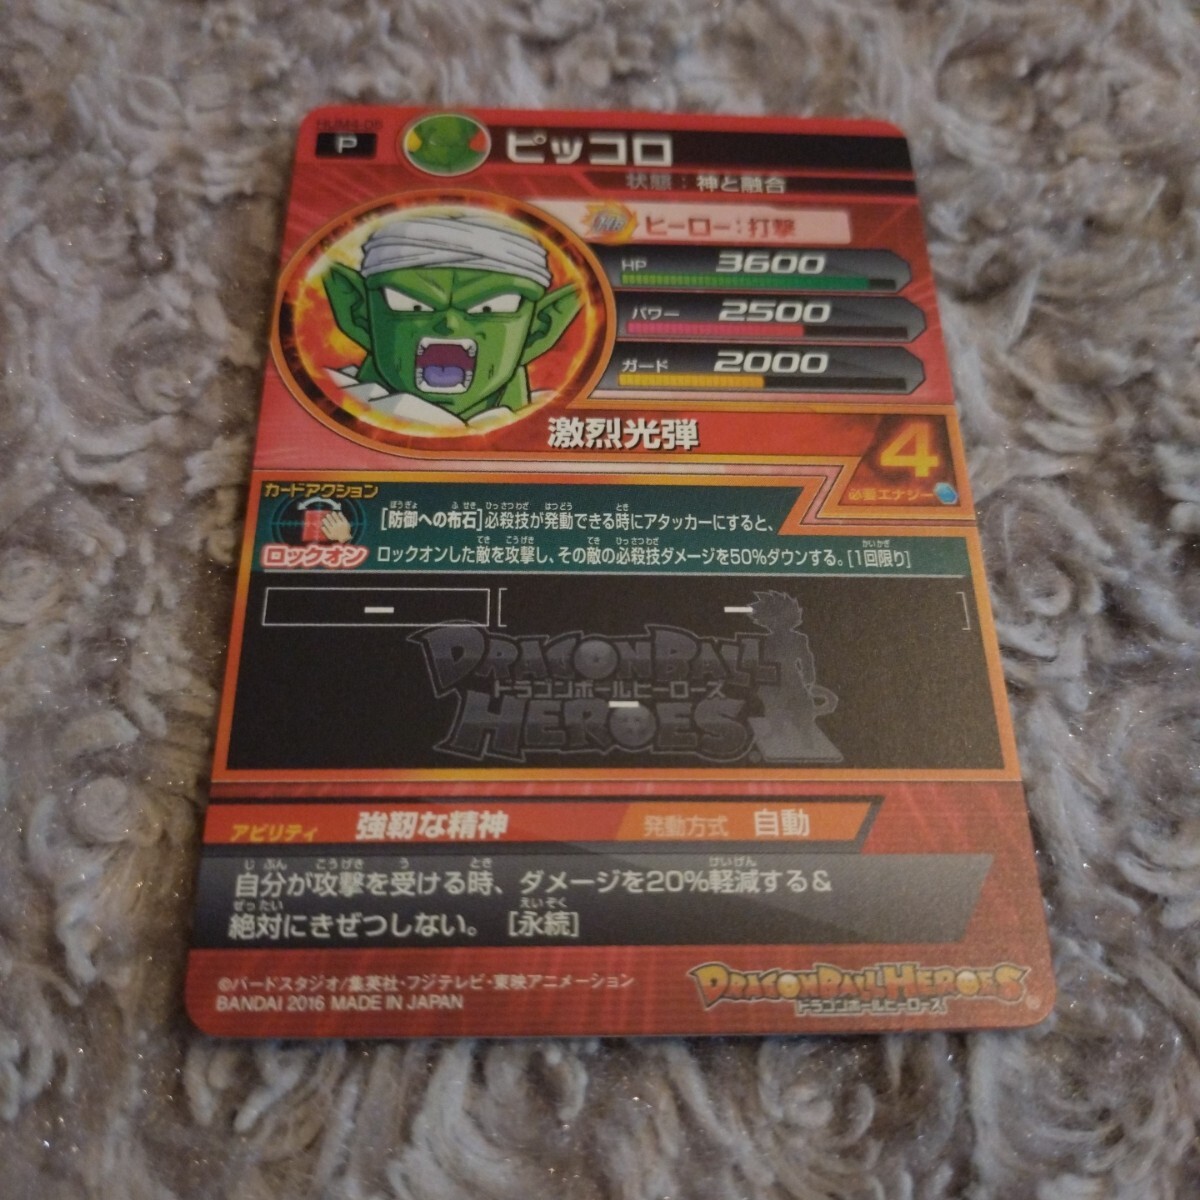 P
ピッコロ
状態：神と融合
ヒーロー：打撃
HP 3600
パワー 2500
ガード 2000
激烈光弾
4
必要エナジー
カードアクション
ロックオン
[防御への布石]必殺技が発動できる時にアタッカーにすると、
ロックオンした敵を攻撃し、その敵の必殺技ダメージを50%ダウンする。[1回限り]
ー [ ー ]
DRAGON BALL
ドラゴンボールヒーローズ
HEROES
ー
アビリティ 強靭な精神 発動方式 自動
自分が攻撃を受ける時、ダメージを20%軽減する&
絶対にきぜつしない。 [永続]
©バードスタジオ/集英社・フジテレビ・東映アニメーション
BANDAI 2016 MADE IN JAPAN
DRAGON BALL HEROES
ドラゴンボールヒーローズ